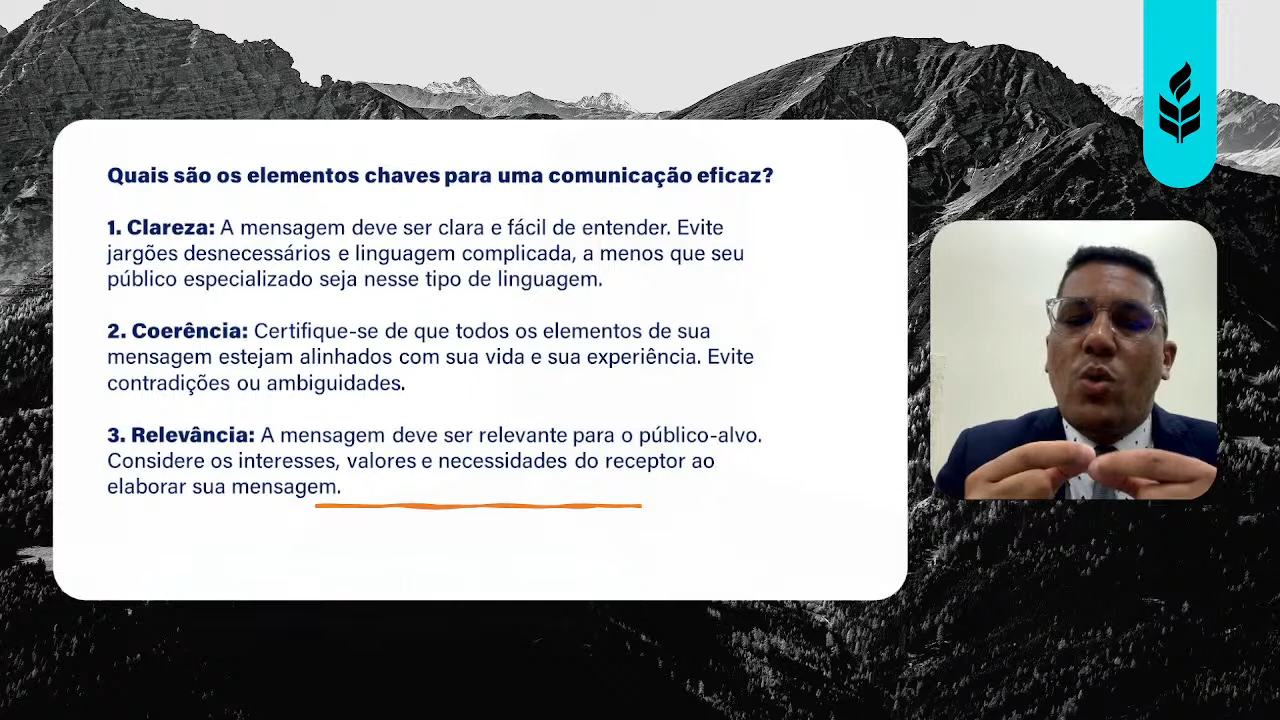 Quais são os elementos chaves para uma comunicação eficaz?
1. Clareza: A mensagem deve ser clara e fácil de entender. Evite
jargões desnecessários e linguagem complicada, a menos que seu
público especializado seja nesse tipo de linguagem.
2. Coerência: Certifique-se de que todos os elementos de sua
mensagem estejam alinhados com sua vida e sua experiência. Evite
contradições ou ambiguidades.
3. Relevância: A mensagem deve ser relevante para o público-alvo.
Considere os interesses, valores e necessidades do receptor ao
elaborar sua mensagem.